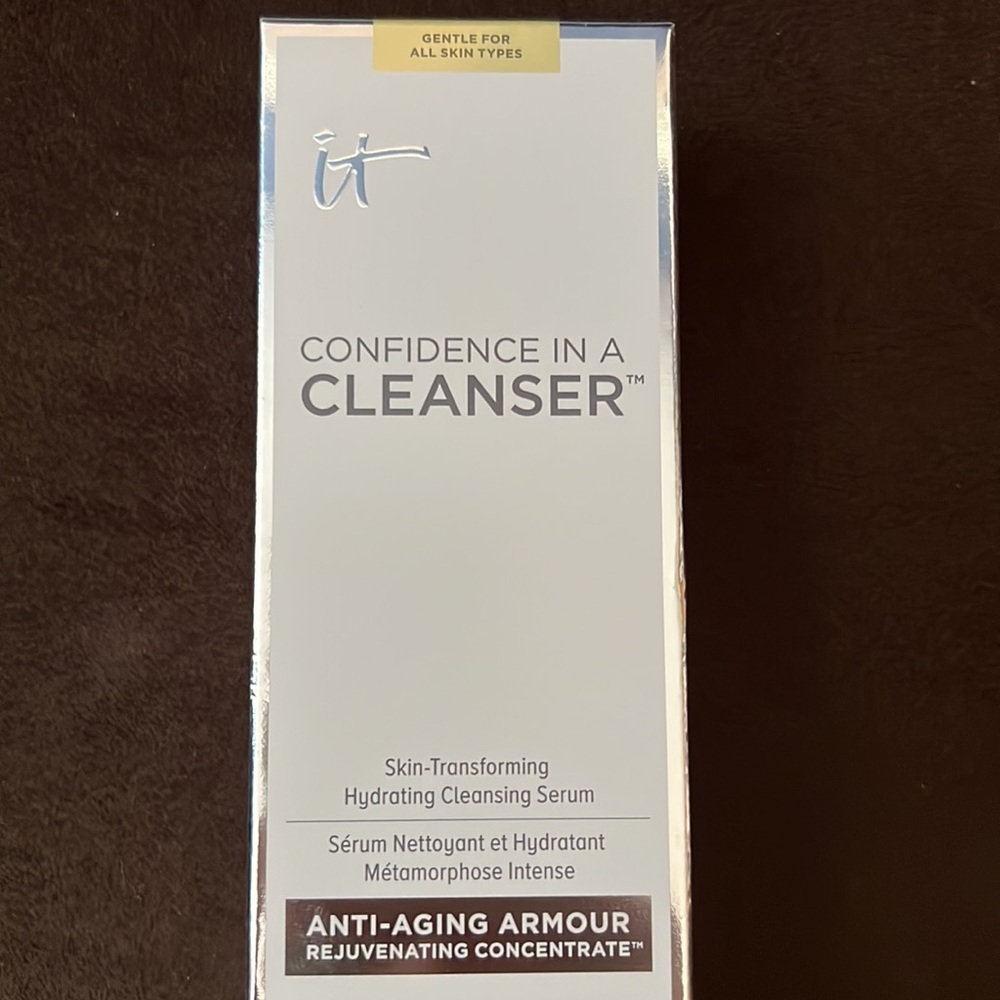 GENTLE FOR
ALL SKIN TYPES
it
CONFIDENCE IN A
CLEANSER™
Skin-Transforming
Hydrating Cleansing Serum
Sérum Nettoyant et Hydratant
Métamorphose Intense
ANTI-AGING ARMOUR
REJUVENATING CONCENTRATE™